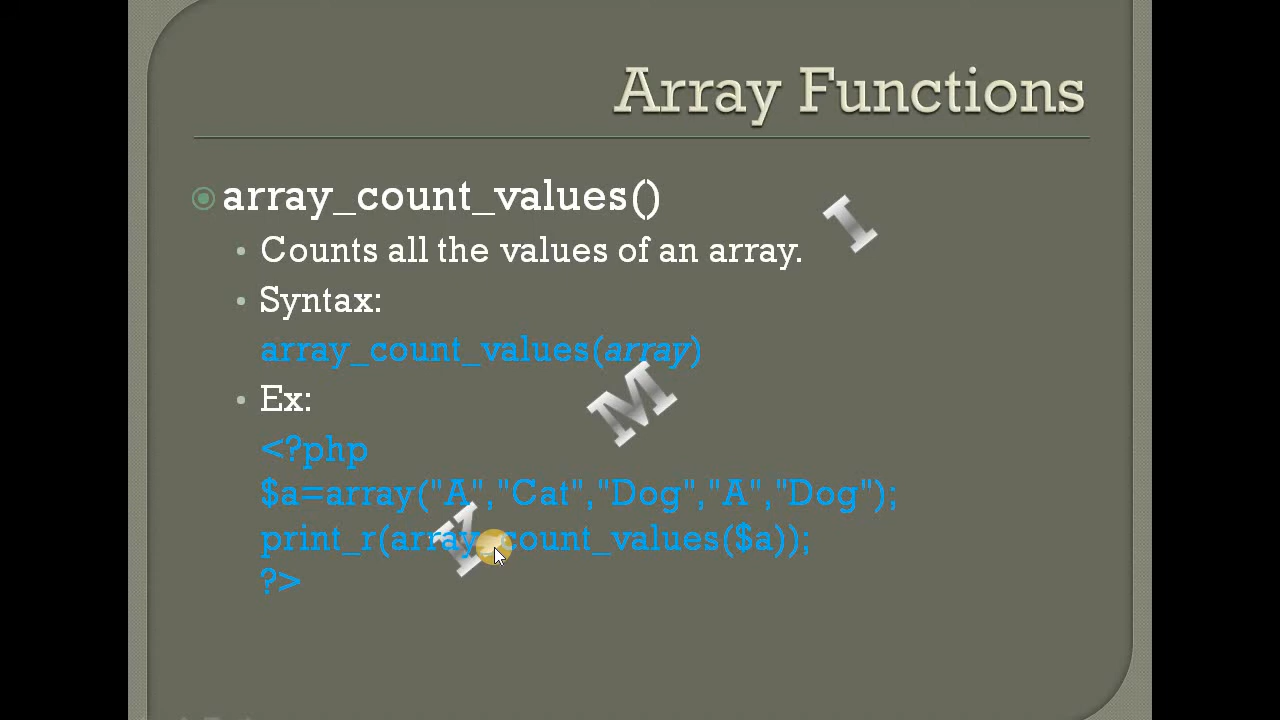 Array Functions
array_count_values()
Counts all the values of an array.
Syntax:
array_count_values(array)
Ex:
<?php
$a=array("A","Cat","Dog","A","Dog");
print_r(array_count_values($a));
?>
I
M
Y